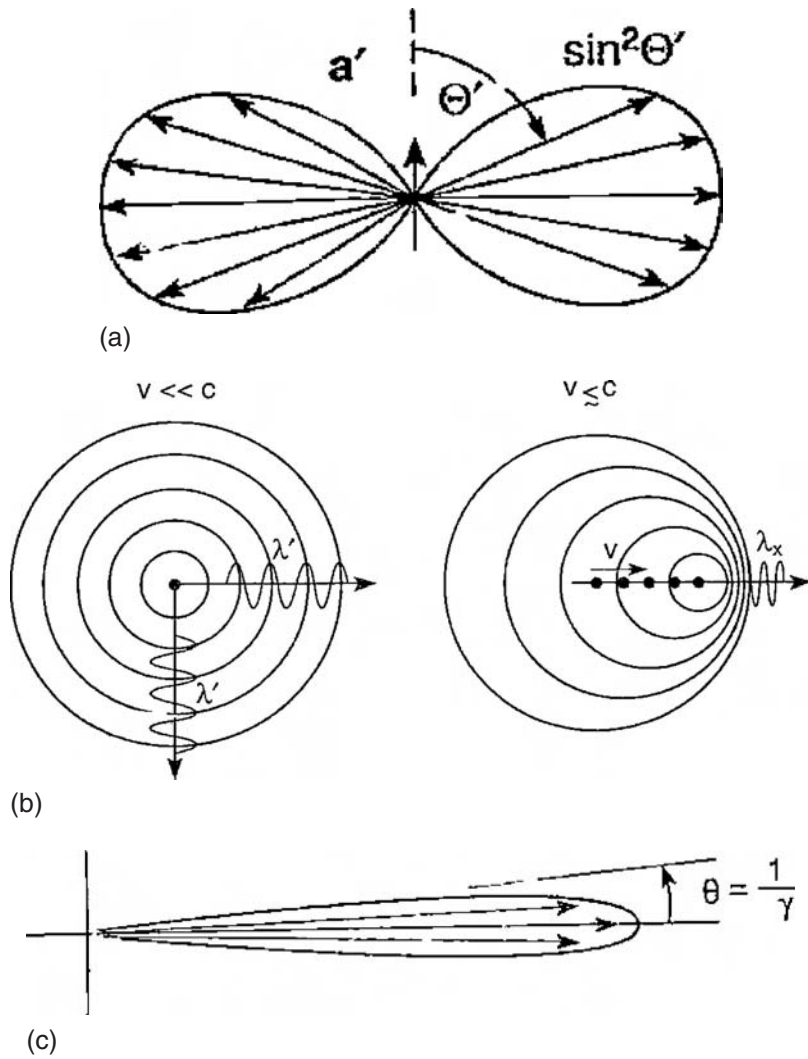 a′
Θ′
sin²Θ′
(a)
v << c
v ≲ c
λ′
v
λₓ
λ′
(b)
θ = 1/γ
(c)